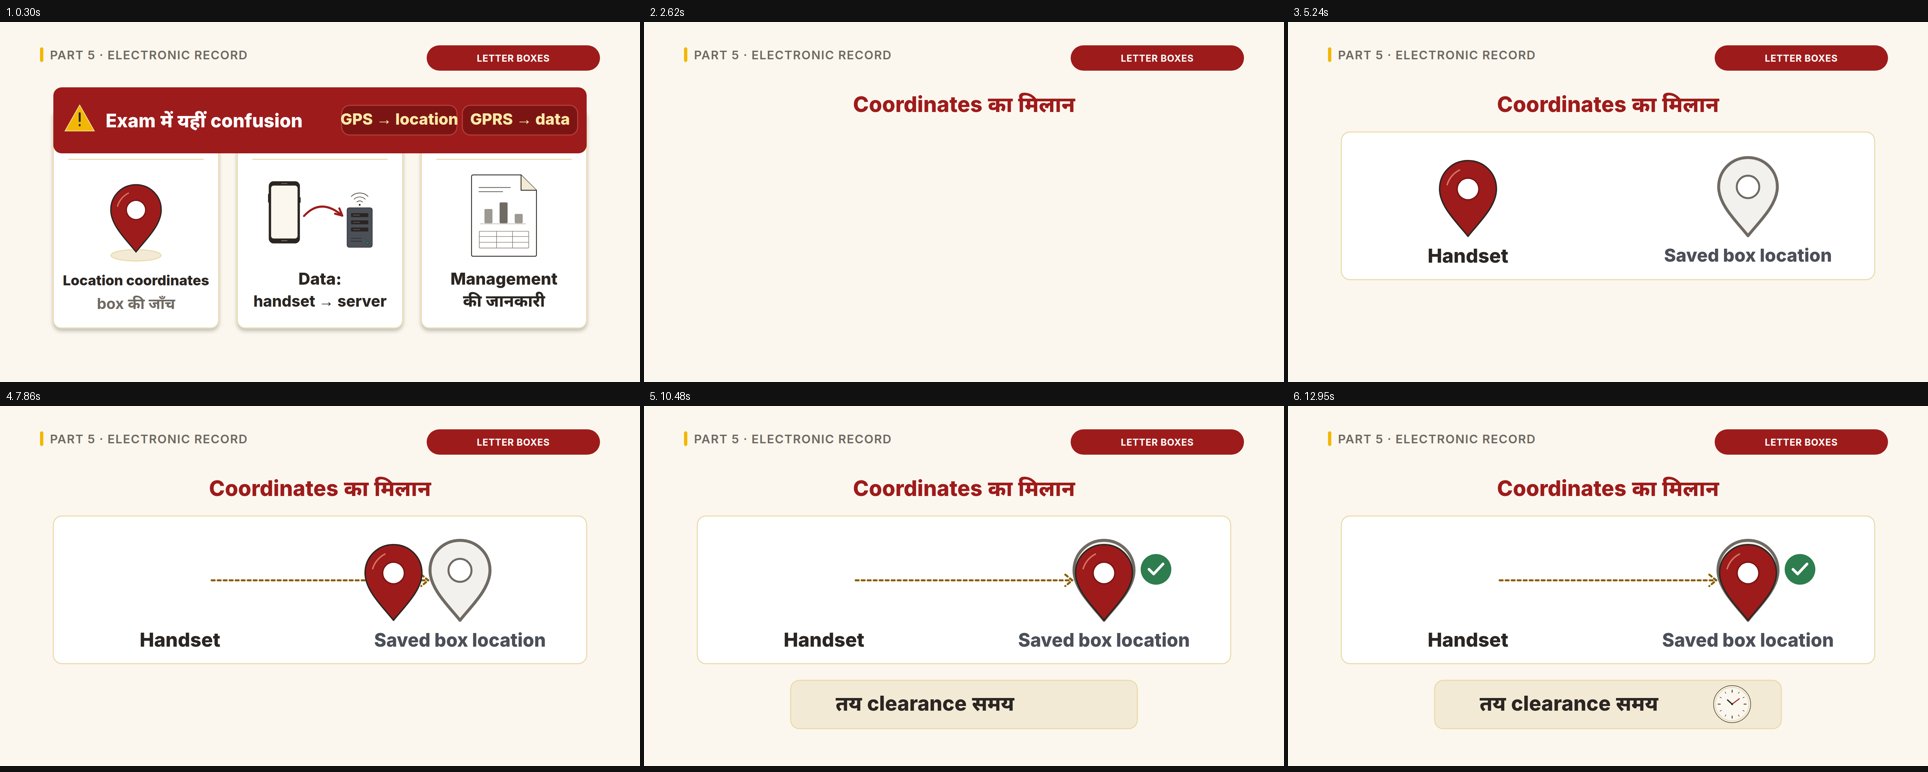 1. 0.30s
PART 5 · ELECTRONIC RECORD
LETTER BOXES
Exam में यहीं confusion
GPS → location
GPRS → data
Location coordinates
box की जाँच
Data:
handset → server
Management
की जानकारी
2. 2.62s
PART 5 · ELECTRONIC RECORD
LETTER BOXES
Coordinates का मिलान
3. 5.24s
PART 5 · ELECTRONIC RECORD
LETTER BOXES
Coordinates का मिलान
Handset
Saved box location
4. 7.86s
PART 5 · ELECTRONIC RECORD
LETTER BOXES
Coordinates का मिलान
Handset
Saved box location
5. 10.48s
PART 5 · ELECTRONIC RECORD
LETTER BOXES
Coordinates का मिलान
Handset
Saved box location
तय clearance समय
6. 12.95s
PART 5 · ELECTRONIC RECORD
LETTER BOXES
Coordinates का मिलान
Handset
Saved box location
तय clearance समय